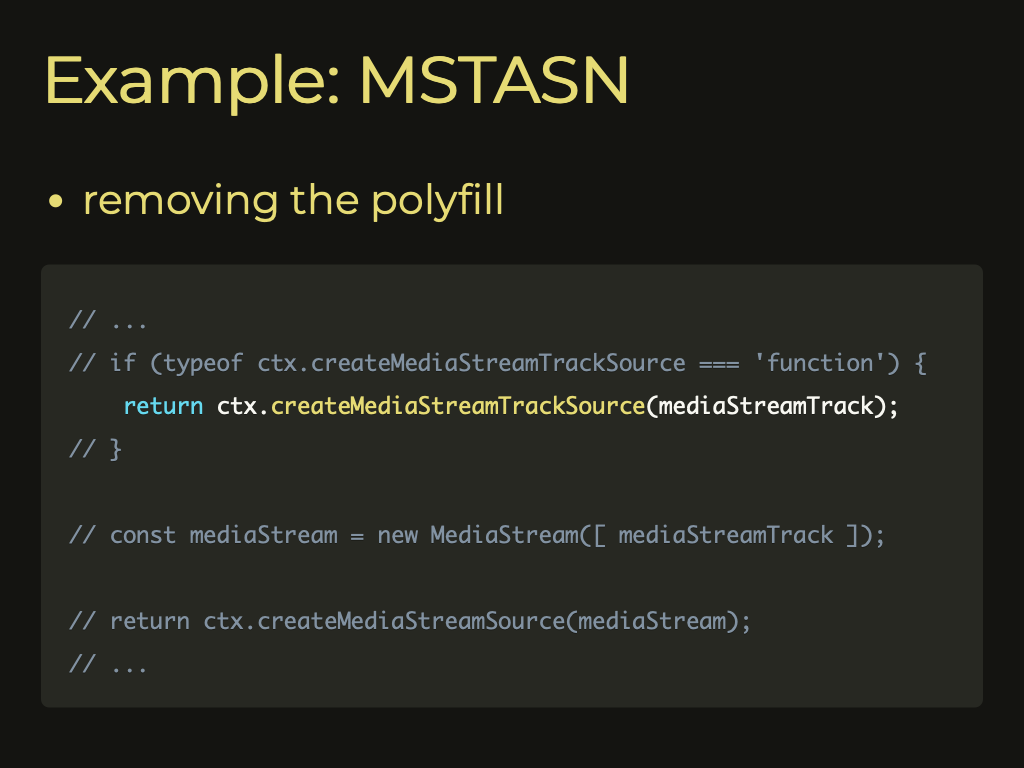 Example: MSTASN
• removing the polyfill
// ...
// if (typeof ctx.createMediaStreamTrackSource === 'function') {
    return ctx.createMediaStreamTrackSource(mediaStreamTrack);
// }
// const mediaStream = new MediaStream([ mediaStreamTrack ]);
// return ctx.createMediaStreamSource(mediaStream);
// ...